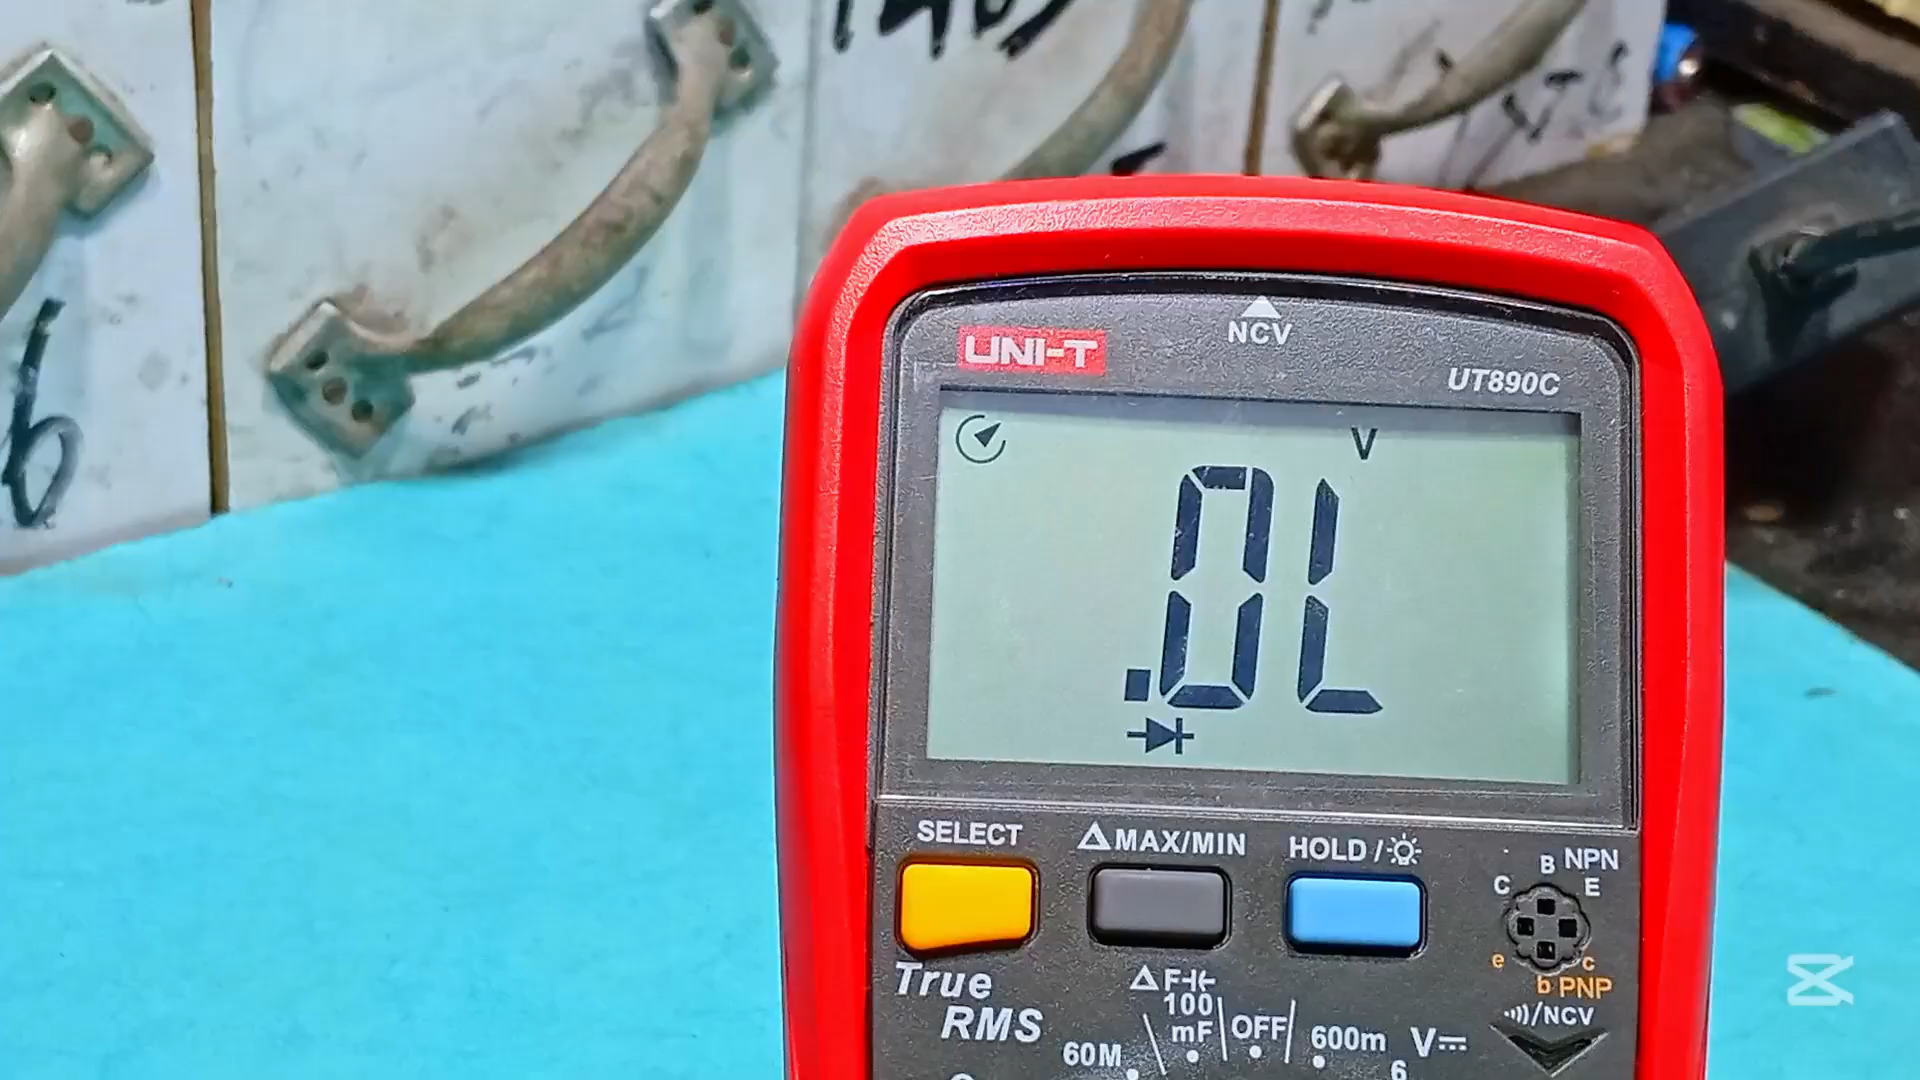 6
NCV
UNI-T
UT890C
V
.0L
SELECT
△MAX/MIN
HOLD /
B NPN
C E
e c
b PNP
True
RMS
△F
100
mF
OFF
600m
V
60M
6
/NCV